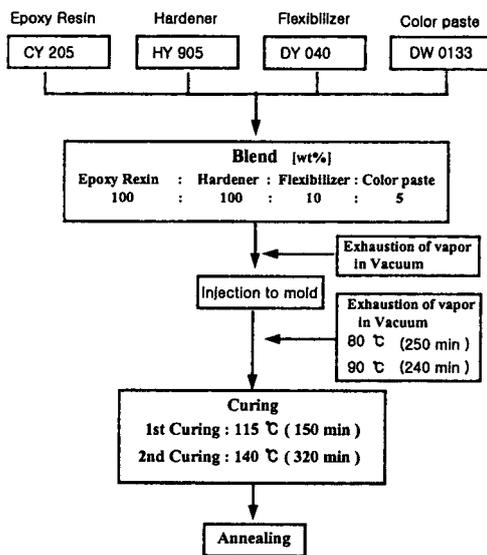 Epoxy Resin Hardener Flexibilizer Color paste
CY 205 HY 905 DY 040 DW 0133
Blend [wt%]
Epoxy Rexin : Hardener : Flexibilizer : Color paste
100 : 100 : 10 : 5
Exhaustion of vapor
in Vacuum
Injection to mold
Exhaustion of vapor
in Vacuum
80 ℃ (250 min )
90 ℃ (240 min )
Curing
1st Curing : 115 ℃ ( 150 min )
2nd Curing : 140 ℃ ( 320 min )
Annealing